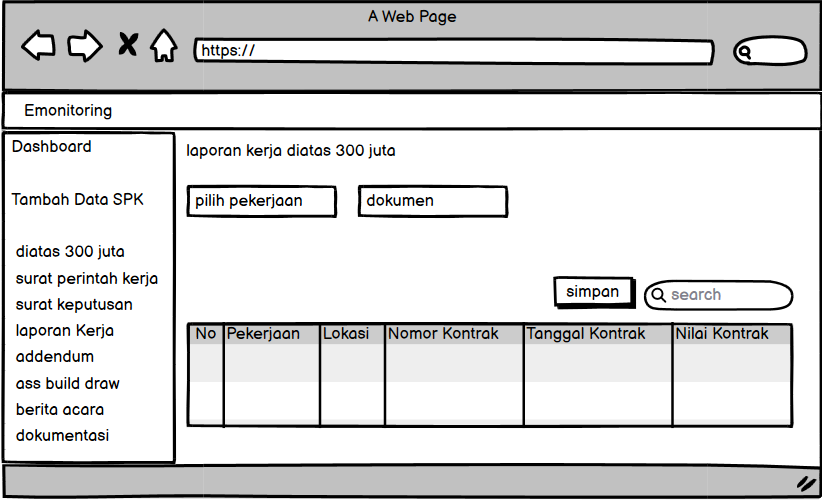 A Web Page
https://
Emonitoring
Dashboard
Tambah Data SPK
diatas 300 juta
surat perintah kerja
surat keputusan
laporan Kerja
addendum
ass build draw
berita acara
dokumentasi
laporan kerja diatas 300 juta
pilih pekerjaan dokumen
simpan search
No Pekerjaan Lokasi Nomor Kontrak Tanggal Kontrak Nilai Kontrak